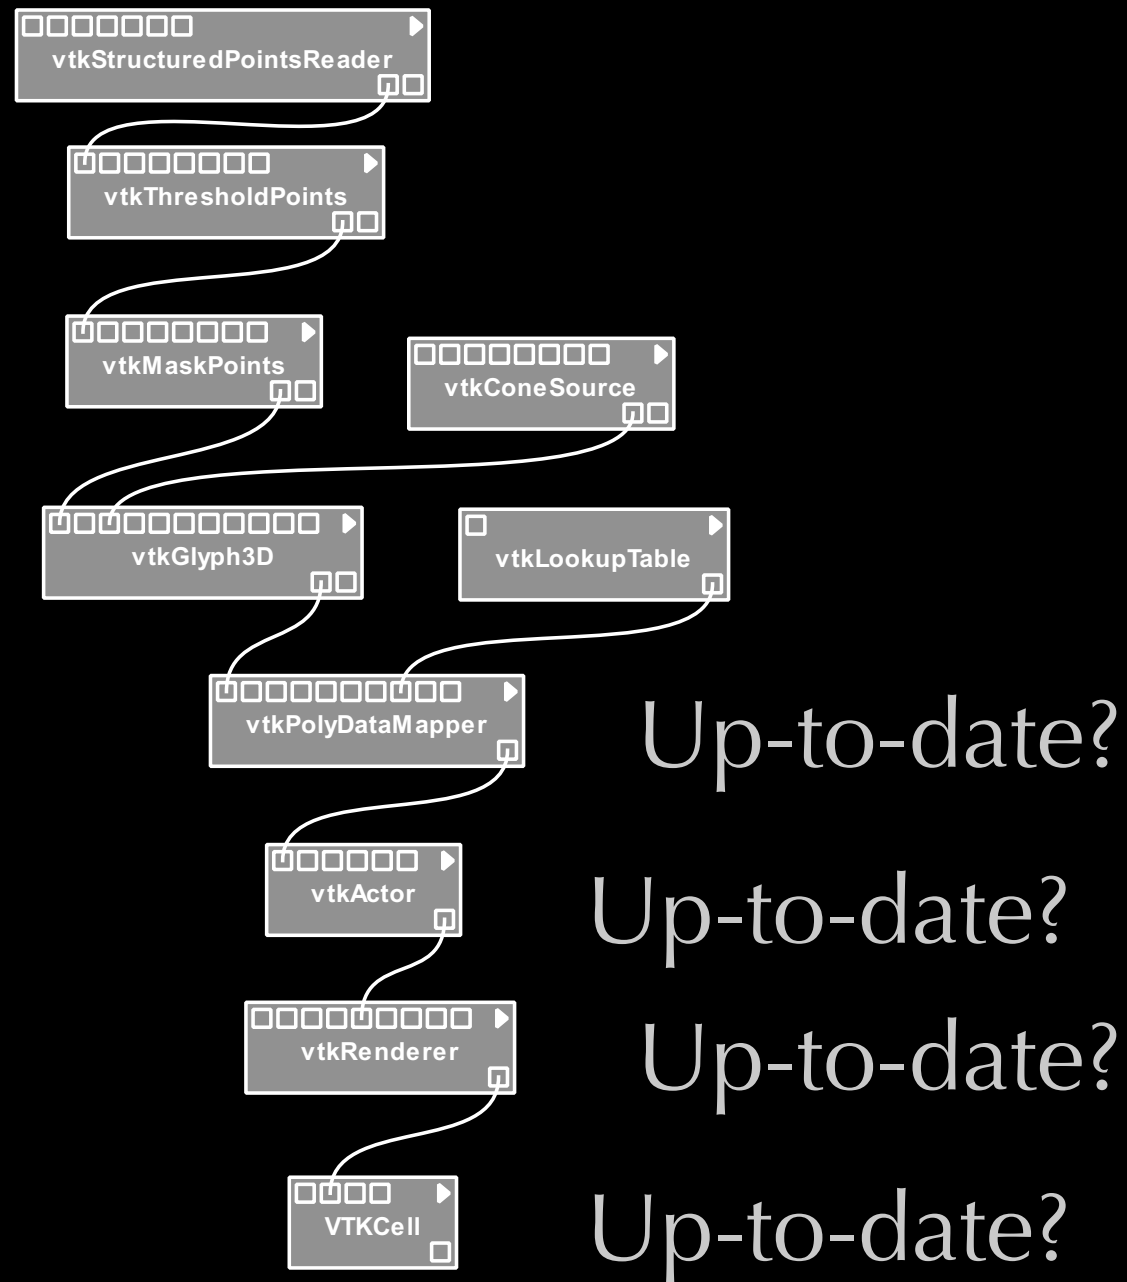 vtkStructuredPointsReader
vtkThresholdPoints
vtkMaskPoints
vtkConeSource
vtkGlyph3D
vtkLookupTable
vtkPolyDataMapper
Up-to-date?
vtkActor
Up-to-date?
vtkRenderer
Up-to-date?
VTKCell
Up-to-date?